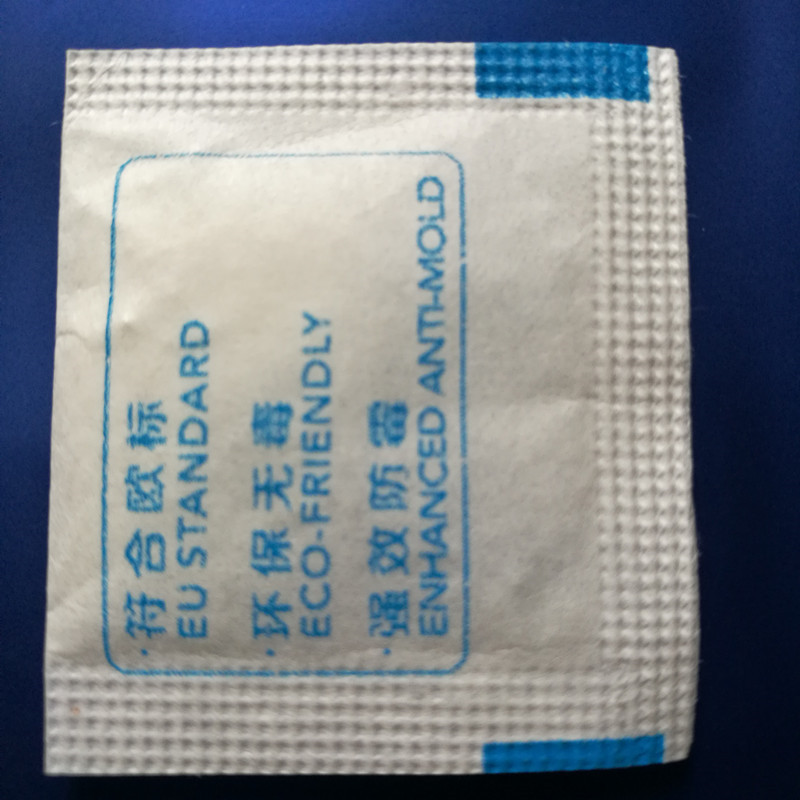 · 符合欧标
EU STANDARD
· 环保无毒
ECO-FRIENDLY
· 强效防霉
ENHANCED ANTI-MOLD